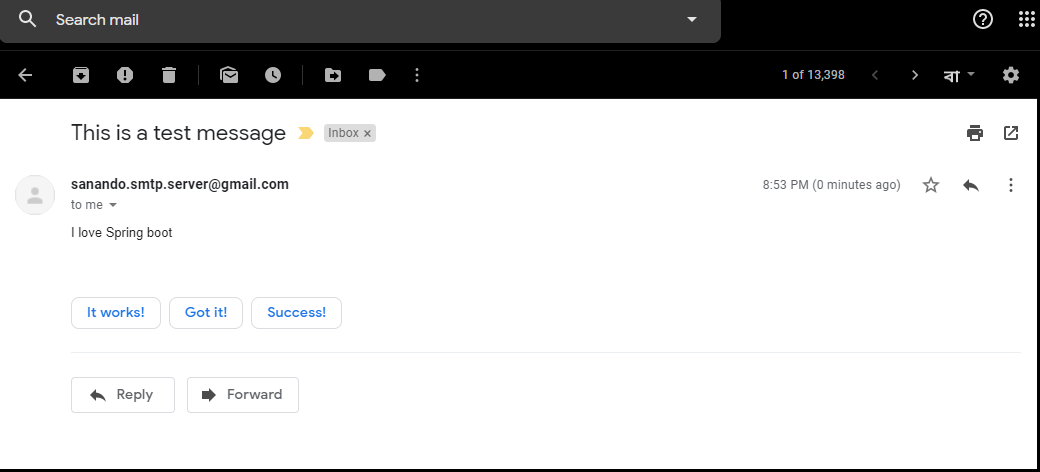 Search mail
1 of 13,398
বা
This is a test message Inbox x
sanando.smtp.server@gmail.com 8:53 PM (0 minutes ago)
to me
I love Spring boot
It works! Got it! Success!
Reply Forward